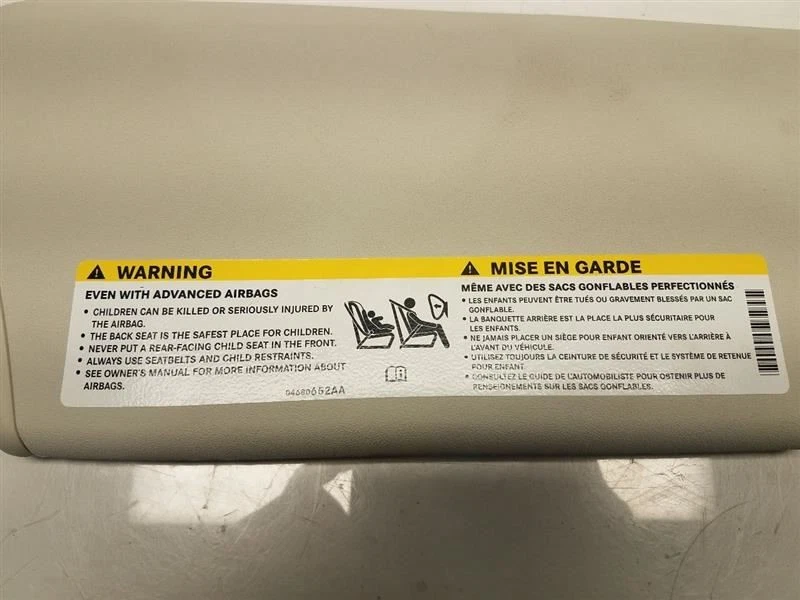 WARNING
EVEN WITH ADVANCED AIRBAGS
• CHILDREN CAN BE KILLED OR SERIOUSLY INJURED BY
THE AIRBAG.
• THE BACK SEAT IS THE SAFEST PLACE FOR CHILDREN.
• NEVER PUT A REAR-FACING CHILD SEAT IN THE FRONT.
• ALWAYS USE SEATBELTS AND CHILD RESTRAINTS.
• SEE OWNER'S MANUAL FOR MORE INFORMATION ABOUT
AIRBAGS.
04680652AA
MISE EN GARDE
MÊME AVEC DES SACS GONFLABLES PERFECTIONNÉS
• LES ENFANTS PEUVENT ÊTRE TUÉS OU GRAVEMENT BLESSÉS PAR UN SAC
GONFLABLE.
• LA BANQUETTE ARRIÈRE EST LA PLACE LA PLUS SÉCURITAIRE POUR
LES ENFANTS.
• NE JAMAIS PLACER UN SIÈGE POUR ENFANT ORIENTÉ VERS L'ARRIÈRE À
L'AVANT DU VÉHICULE.
• UTILISEZ TOUJOURS LA CEINTURE DE SÉCURITÉ ET LE SYSTÈME DE RETENUE
POUR ENFANT.
• CONSULTEZ LE GUIDE DE L'AUTOMOBILISTE POUR OBTENIR PLUS DE
RENSEIGNEMENTS SUR LES SACS GONFLABLES.